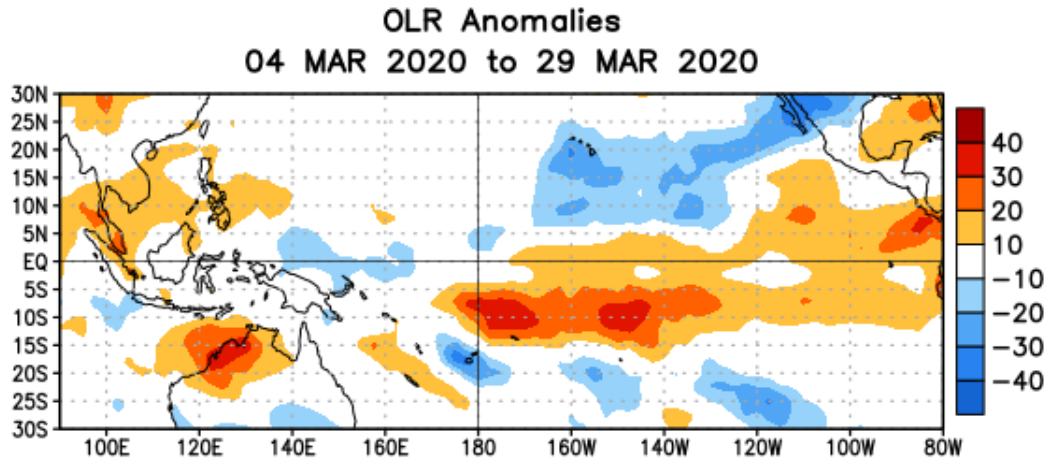 OLR Anomalies
04 MAR 2020 to 29 MAR 2020
30N
25N
20N
15N
10N
5N
EQ
5S
10S
15S
20S
25S
30S
100E 120E 140E 160E 180 160W 140W 120W 100W 80W
40
30
20
10
−10
−20
−30
−40